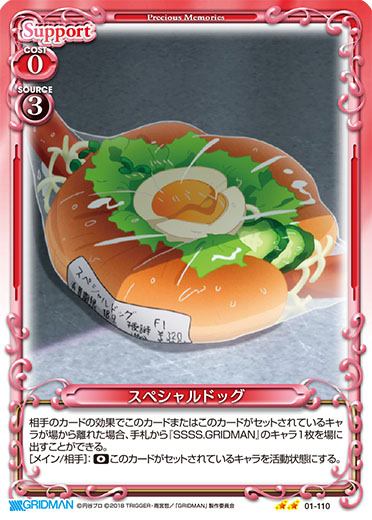 Precious Memories
Support
COST
0
SOURCE
3
スペシャルドッグ
F1
¥320
スペシャルドッグ
相手のカードの効果でこのカードまたはこのカードがセットされているキャ
ラが場から離れた場合、手札から「SSSS.GRIDMAN」のキャラ1枚を場に
出すことができる。
[メイン/相手]:このカードがセットされているキャラを活動状態にする。
GRIDMAN ©円谷プロ ©2018 TRIGGER・雨宮哲／「GRIDMAN」製作委員会 01-110